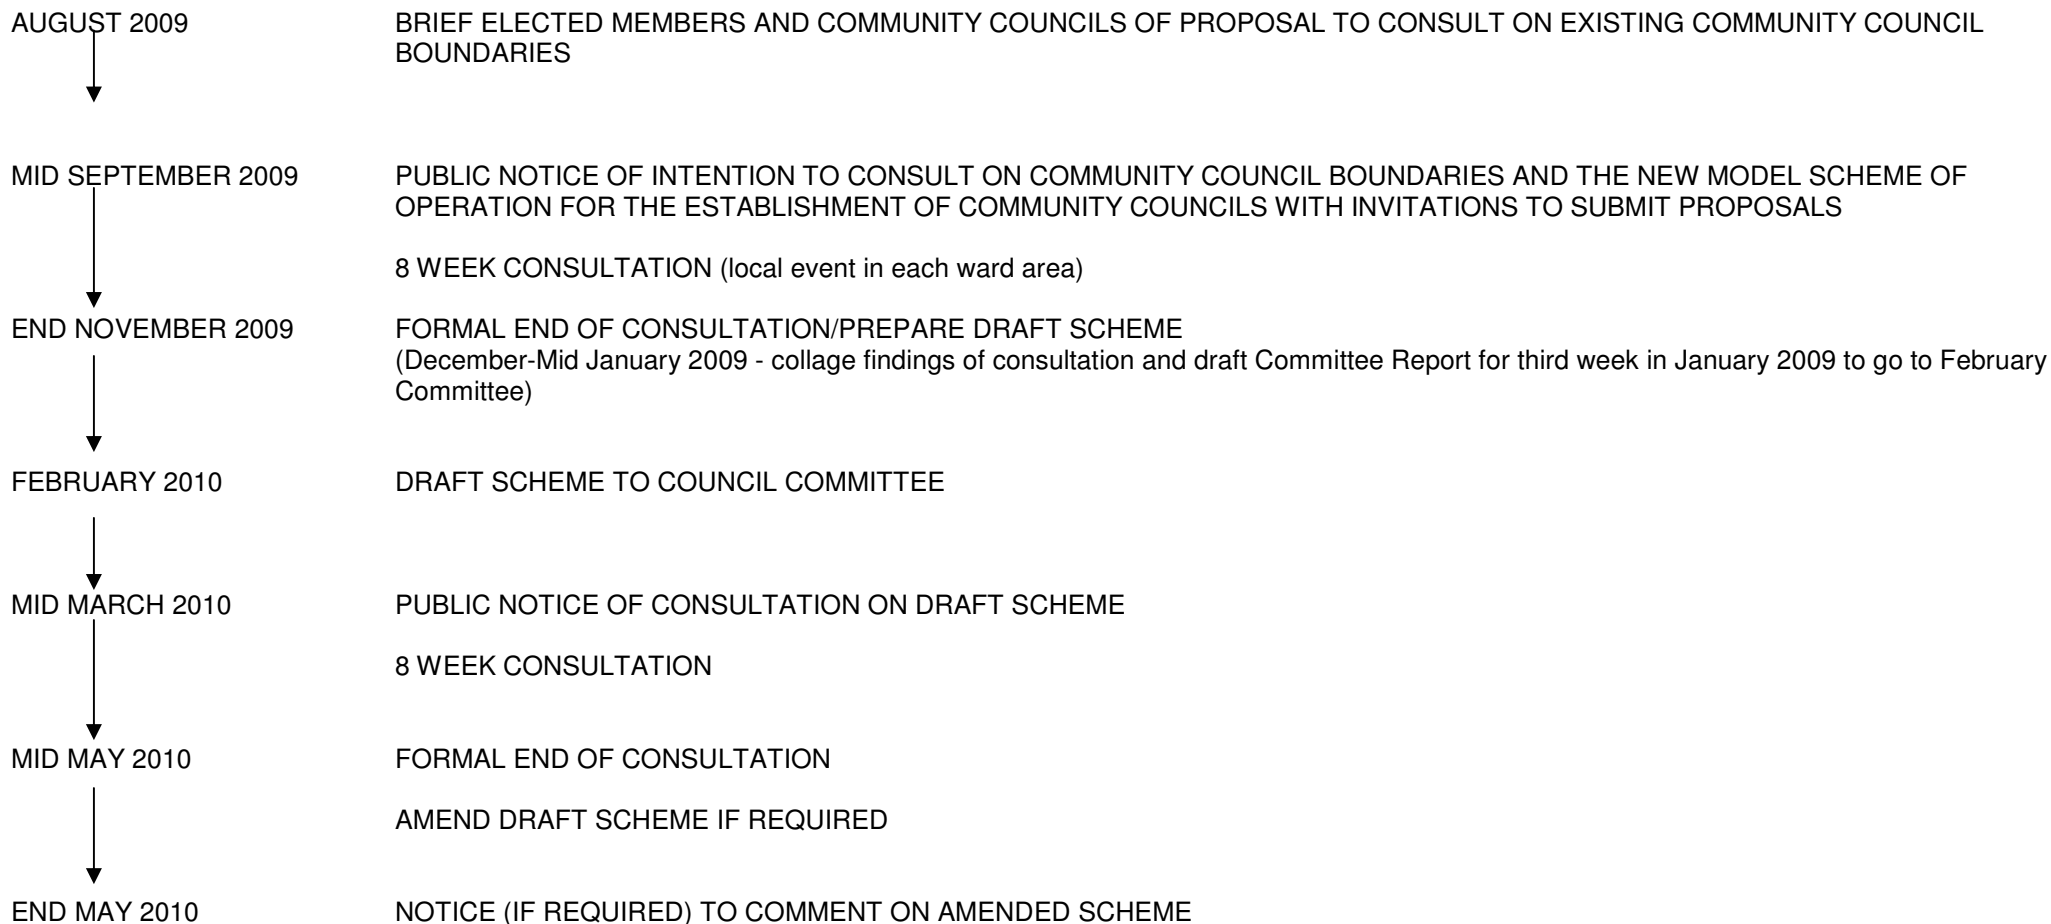 AUGUST 2009 BRIEF ELECTED MEMBERS AND COMMUNITY COUNCILS OF PROPOSAL TO CONSULT ON EXISTING COMMUNITY COUNCIL
BOUNDARIES
MID SEPTEMBER 2009 PUBLIC NOTICE OF INTENTION TO CONSULT ON COMMUNITY COUNCIL BOUNDARIES AND THE NEW MODEL SCHEME OF
OPERATION FOR THE ESTABLISHMENT OF COMMUNITY COUNCILS WITH INVITATIONS TO SUBMIT PROPOSALS
8 WEEK CONSULTATION (local event in each ward area)
END NOVEMBER 2009 FORMAL END OF CONSULTATION/PREPARE DRAFT SCHEME
(December-Mid January 2009 - collage findings of consultation and draft Committee Report for third week in January 2009 to go to February
Committee)
FEBRUARY 2010 DRAFT SCHEME TO COUNCIL COMMITTEE
MID MARCH 2010 PUBLIC NOTICE OF CONSULTATION ON DRAFT SCHEME
8 WEEK CONSULTATION
MID MAY 2010 FORMAL END OF CONSULTATION
AMEND DRAFT SCHEME IF REQUIRED
END MAY 2010 NOTICE (IF REQUIRED) TO COMMENT ON AMENDED SCHEME